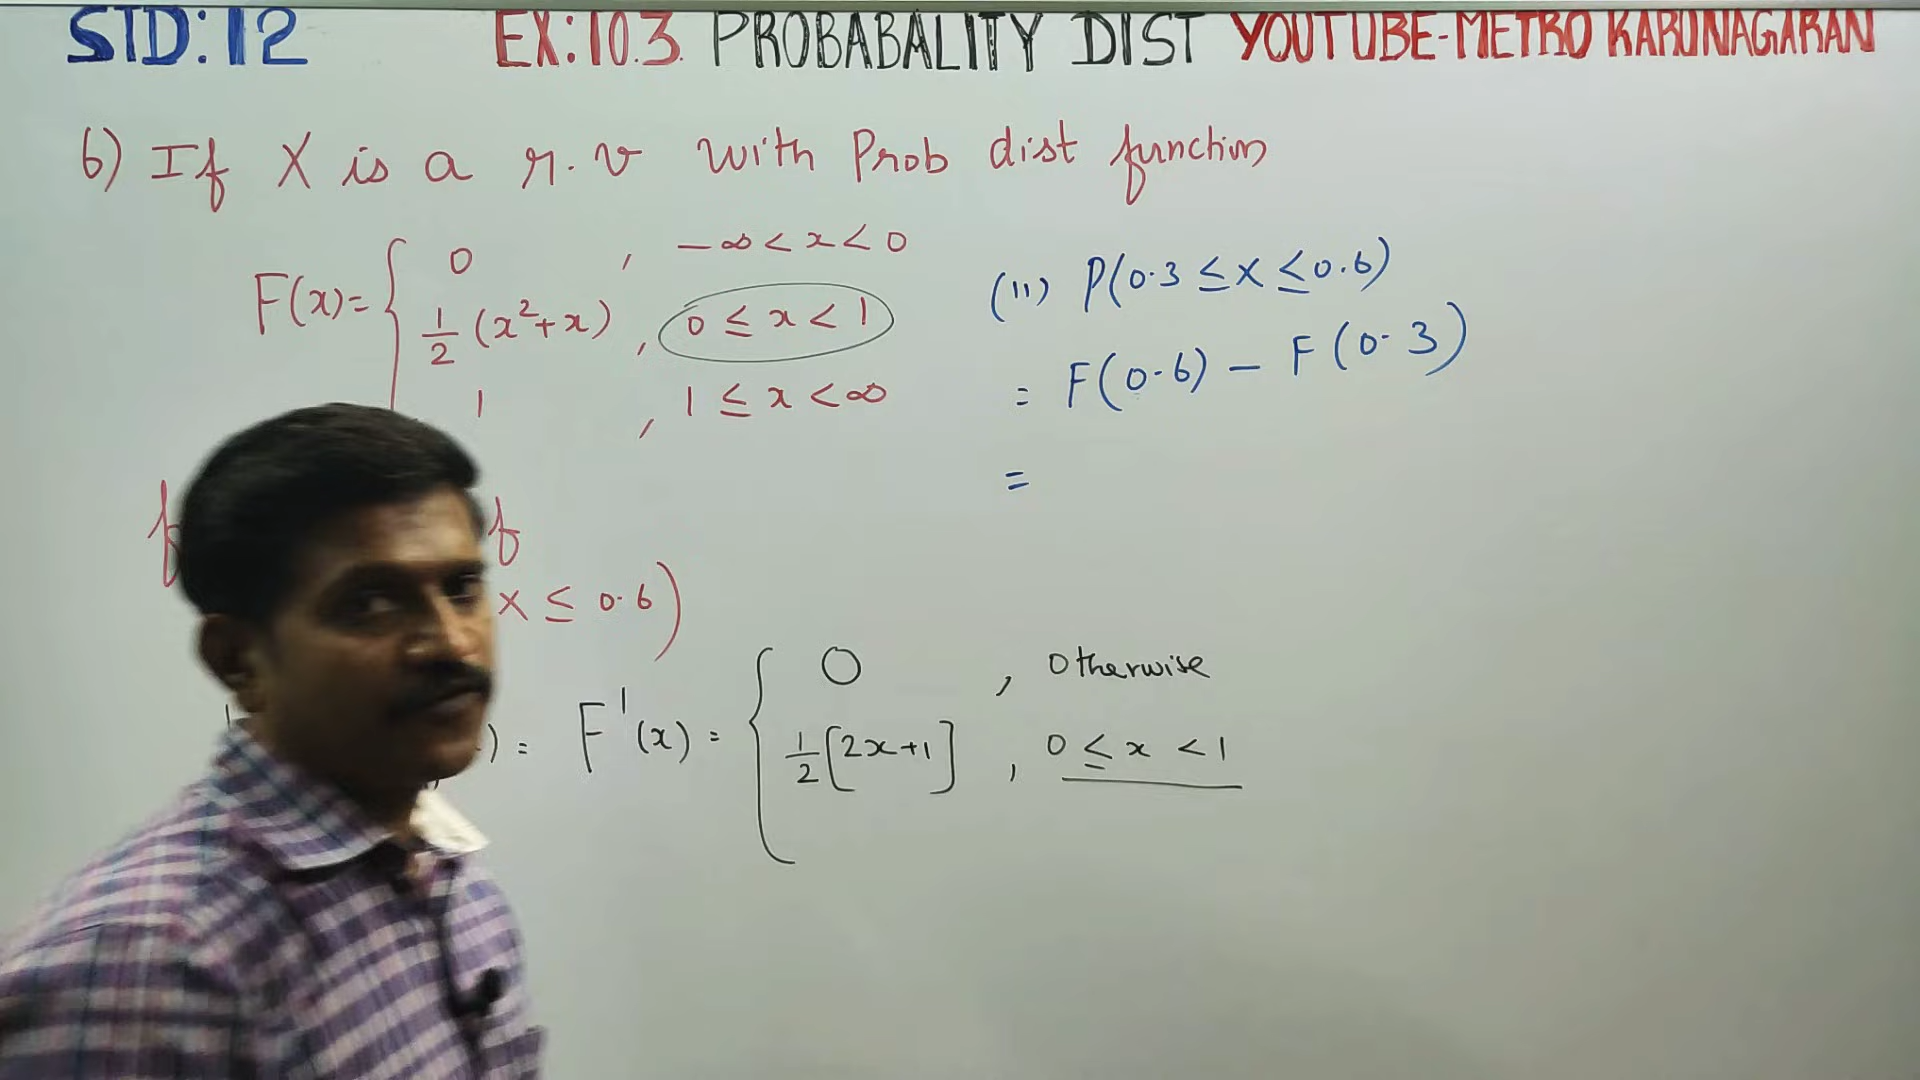 STD:12 EX:10.3 PROBABALITY DIST YOUTUBE-METRO KARUNAGARAN
6) If X is a r.v with Prob dist function
F(x)= { 0 , -∞ < x < 0
1/2 (x²+x) , 0 ≤ x < 1
1 , 1 ≤ x < ∞
(ii) P(0.3 ≤ X ≤ 0.6)
= F(0.6) - F(0.3)
=
X ≤ 0.6)
) = F'(x) = { 0 , Otherwise
1/2 [2x+1] , 0 ≤ x < 1